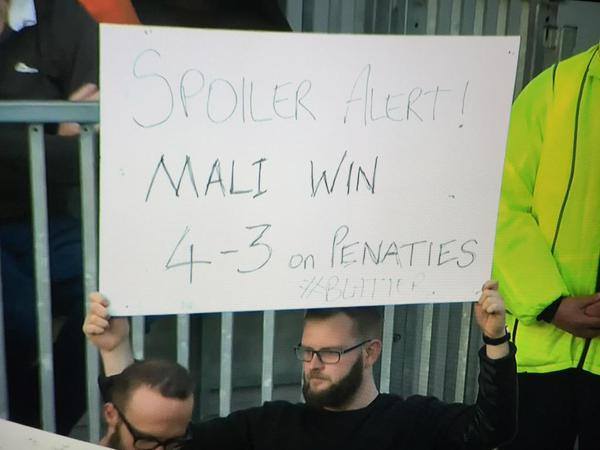 SPOILER ALERT!
MALI WIN
4-3 on PENATIES
#BLATTER.